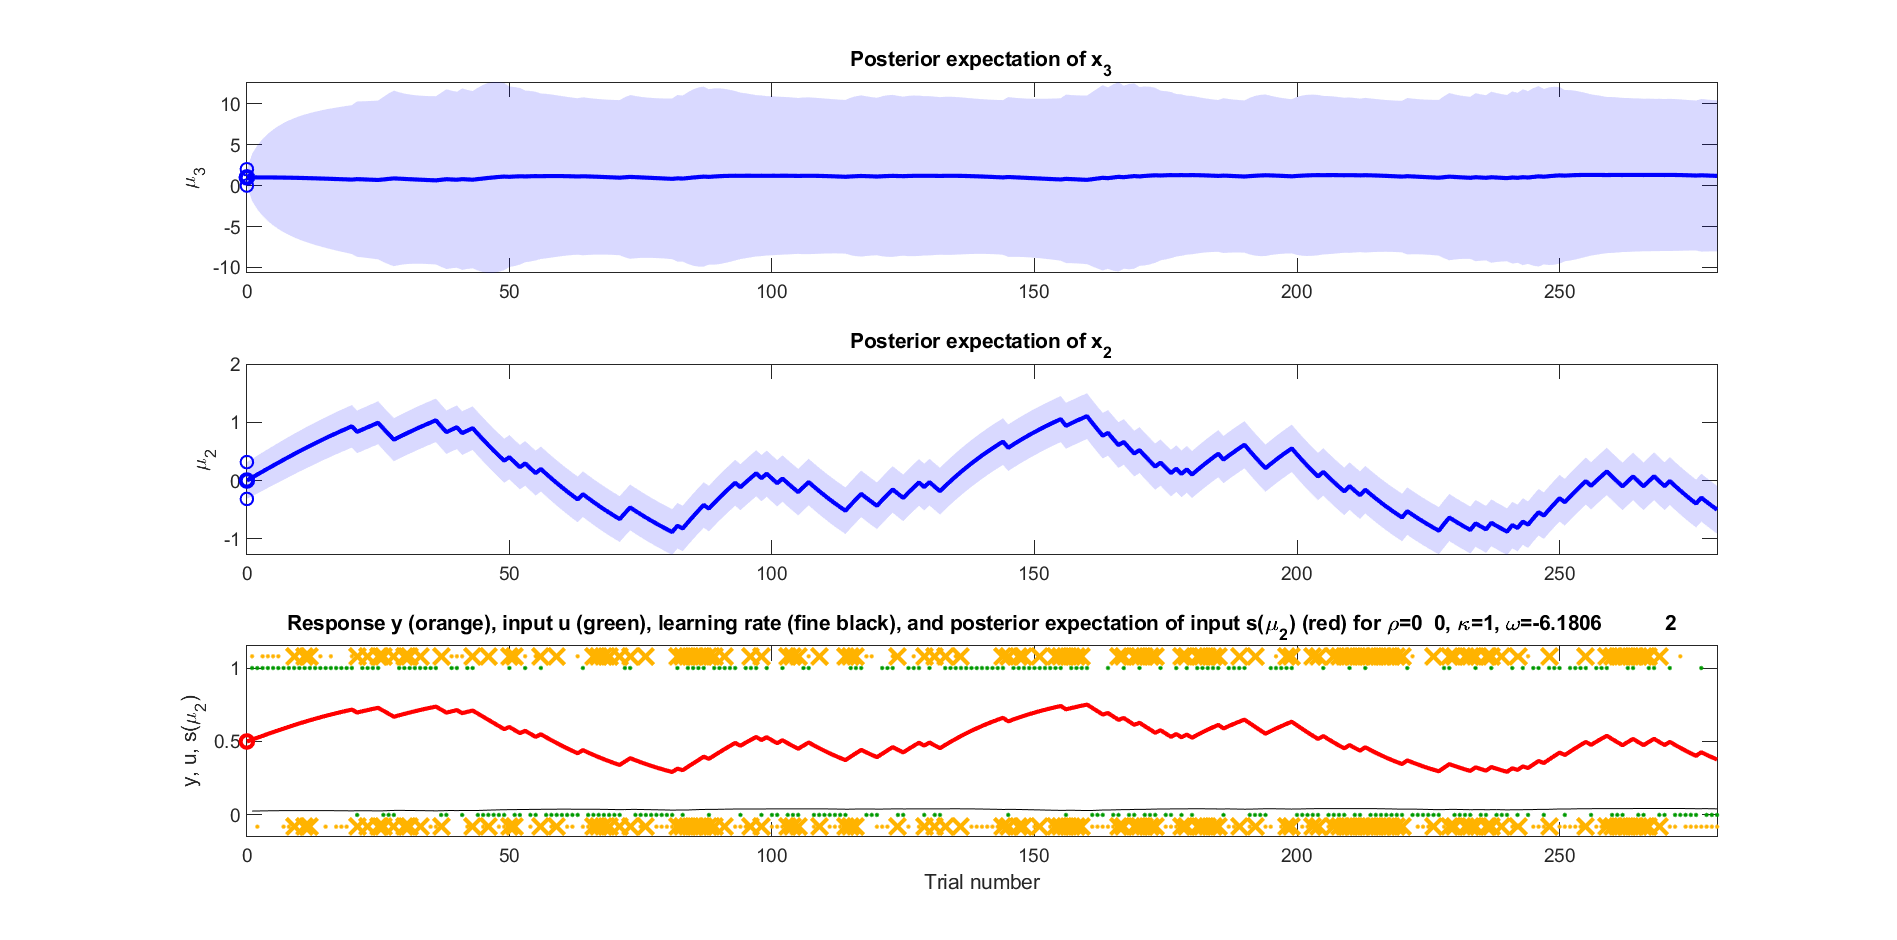 Posterior expectation of x₃
10
5
0
-5
-10
μ₃
0 50 100 150 200 250
Posterior expectation of x₂
2
1
0
-1
μ₂
0 50 100 150 200 250
Response y (orange), input u (green), learning rate (fine black), and posterior expectation of input s(μ₂) (red) for ρ=0 0, κ=1, ω=-6.1806 2
1
0.5
0
y, u, s(μ₂)
0 50 100 150 200 250
Trial number